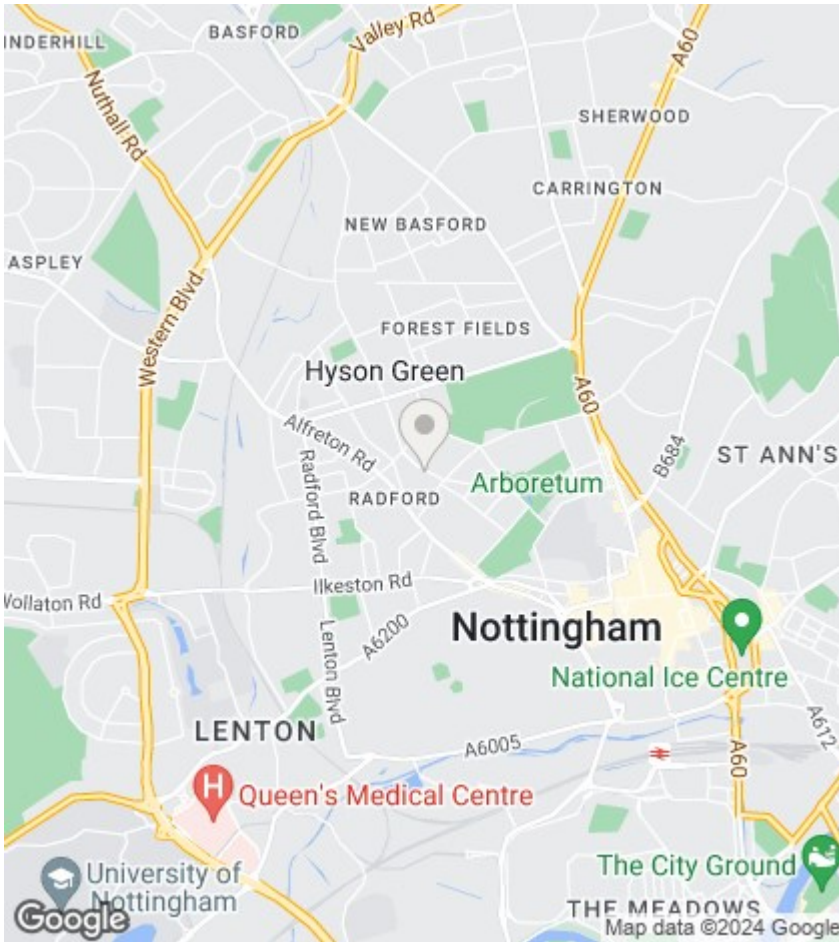 BASFORD
Valley Rd
A60
INDERHILL
Nuthall Rd
SHERWOOD
CARRINGTON
NEW BASFORD
ASPLEY
Western Blvd
FOREST FIELDS
Hyson Green
A60
Alfreton Rd
B684
ST ANN'S
Radford Blvd
RADFORD
Arboretum
Ilkeston Rd
Wollaton Rd
A6200
Nottingham
Lenton Blvd
National Ice Centre
LENTON
A6005
A612
A60
H
Queen's Medical Centre
University of
Nottingham
The City Ground
THE MEADOWS
Google
Map data ©2024 Google